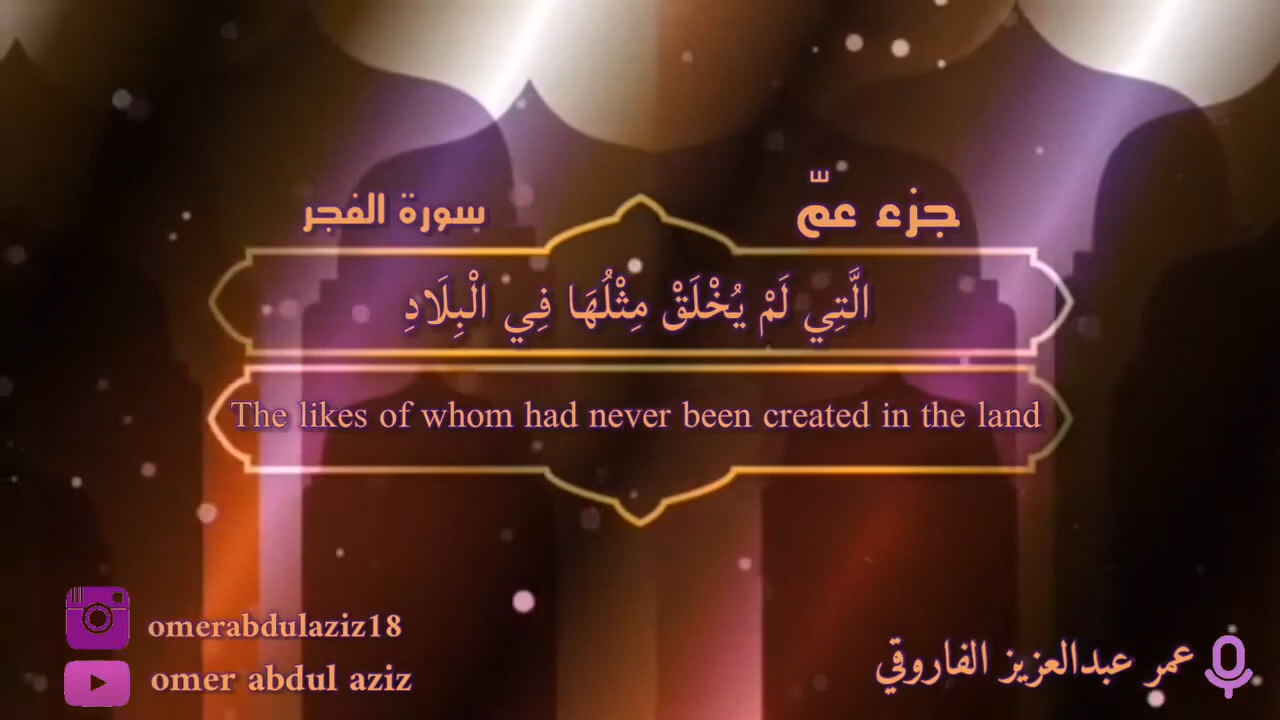 جزء عمّ
سورة الفجر
الَّتِي لَمْ يُخْلَقْ مِثْلُهَا فِي الْبِلَادِ
The likes of whom had never been created in the land
omerabdulaziz18
omer abdul aziz
عمر عبدالعزيز الفاروقي